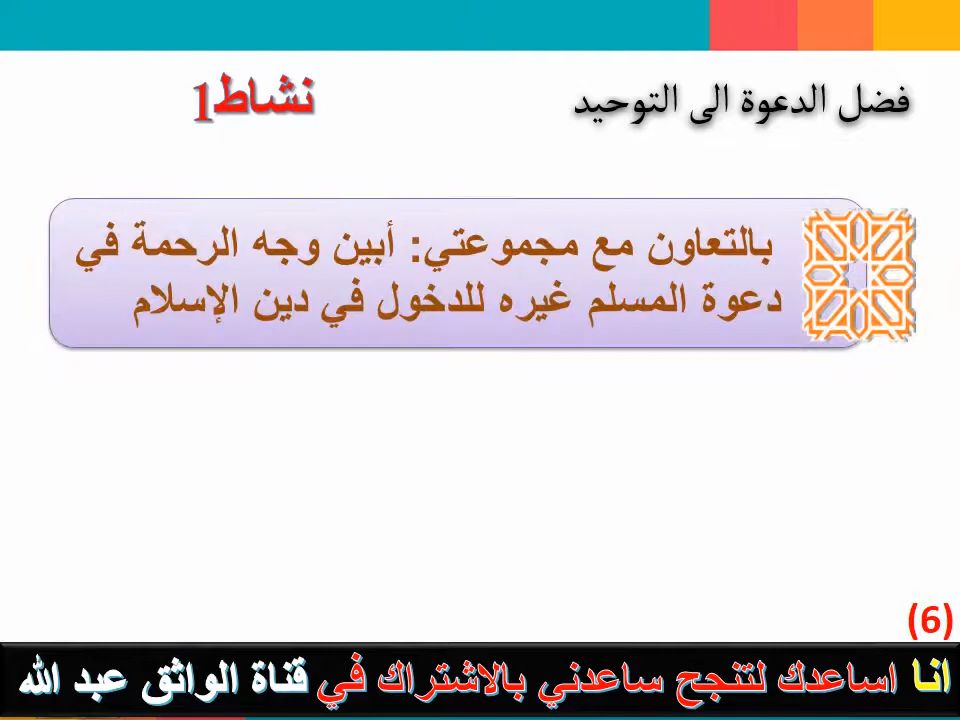 فضل الدعوة الى التوحيد
نشاط1
بالتعاون مع مجموعتي: أبين وجه الرحمة في
دعوة المسلم غيره للدخول في دين الإسلام
(6)
انا اساعدك لتنجح ساعدني بالاشتراك في قناة الواثق عبد الله